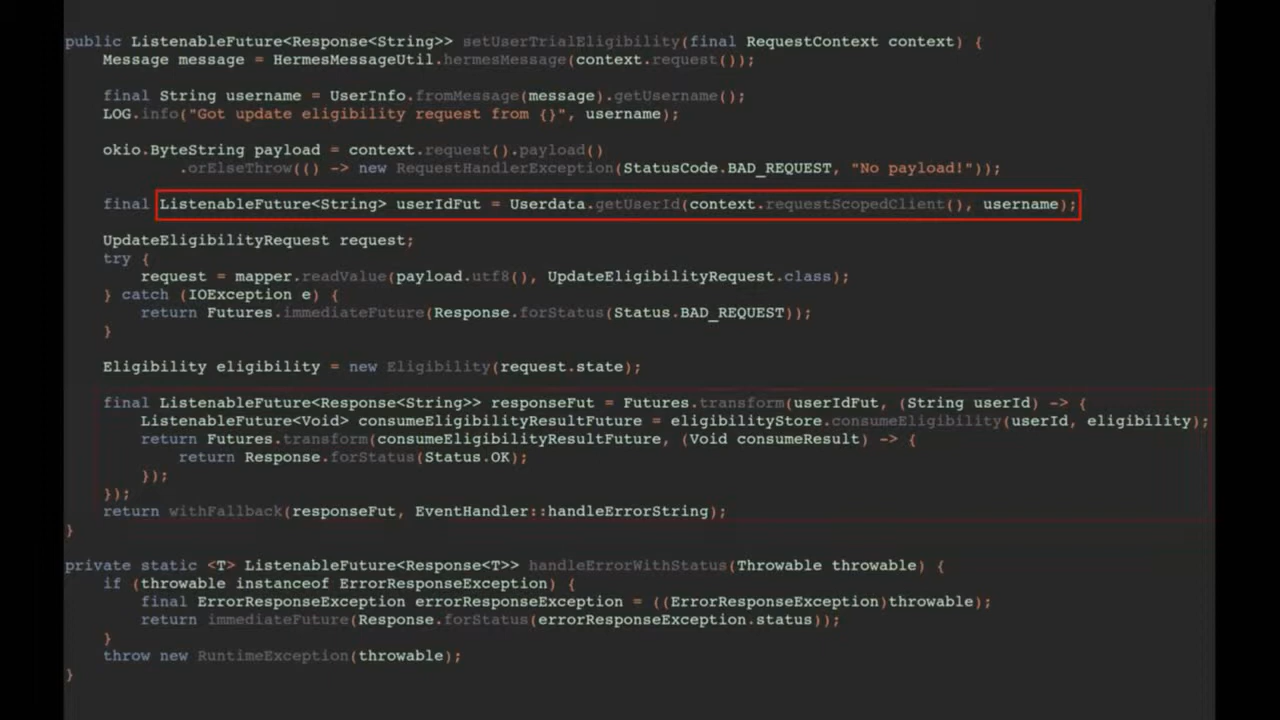 public ListenableFuture<Response<String>> setUserTrialEligibility(final RequestContext context) {
Message message = HermesMessageUtil.hermesMessage(context.request());
final String username = UserInfo.fromMessage(message).getUsername();
LOG.info("Got update eligibility request from {}", username);
okio.ByteString payload = context.request().payload()
.orElseThrow(() -> new RequestHandlerException(StatusCode.BAD_REQUEST, "No payload!"));
final ListenableFuture<String> userIdFut = Userdata.getUserId(context.requestScopedClient(), username);
UpdateEligibilityRequest request;
try {
request = mapper.readValue(payload.utf8(), UpdateEligibilityRequest.class);
} catch (IOException e) {
return Futures.immediateFuture(Response.forStatus(Status.BAD_REQUEST));
}
Eligibility eligibility = new Eligibility(request.state);
final ListenableFuture<Response<String>> responseFut = Futures.transform(userIdFut, (String userId) -> {
ListenableFuture<Void> consumeEligibilityResultFuture = eligibilityStore.consumeEligibility(userId, eligibility);
return Futures.transform(consumeEligibilityResultFuture, (Void consumeResult) -> {
return Response.forStatus(Status.OK);
});
});
return withFallback(responseFut, EventHandler::handleErrorString);
}
private static <T> ListenableFuture<Response<T>> handleErrorWithStatus(Throwable throwable) {
if (throwable instanceof ErrorResponseException) {
final ErrorResponseException errorResponseException = ((ErrorResponseException)throwable);
return immediateFuture(Response.forStatus(errorResponseException.status));
}
throw new RuntimeException(throwable);
}